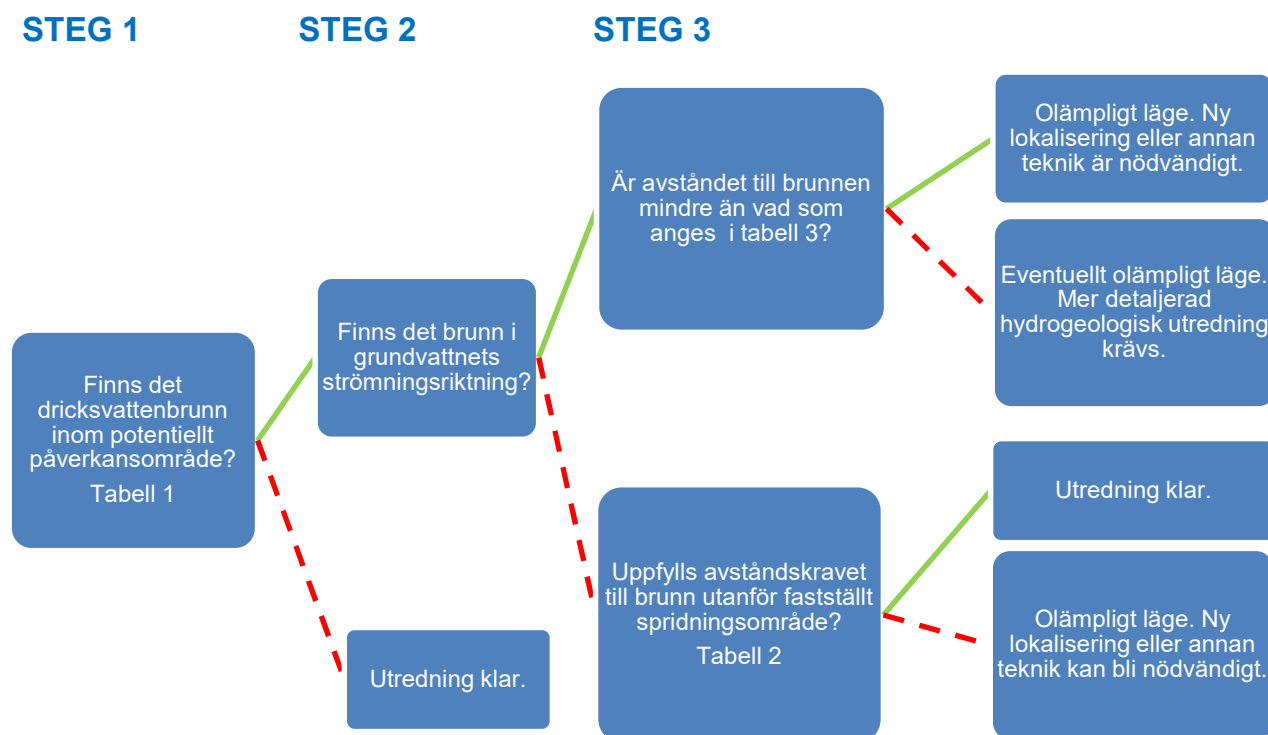 STEG 1
STEG 2
STEG 3
Finns det
dricksvattenbrunn
inom potentiellt
påverkansområde?
Tabell 1
Finns det brunn i
grundvattnets
strömningsriktning?
Utredning klar.
Är avståndet till brunnen
mindre än vad som
anges i tabell 3?
Uppfylls avståndskravet
till brunn utanför fastställt
spridningsområde?
Tabell 2
Olämpligt läge. Ny
lokalisering eller annan
teknik är nödvändigt.
Eventuellt olämpligt läge.
Mer detaljerad
hydrogeologisk utredning
krävs.
Utredning klar.
Olämpligt läge. Ny
lokalisering eller annan
teknik kan bli nödvändigt.